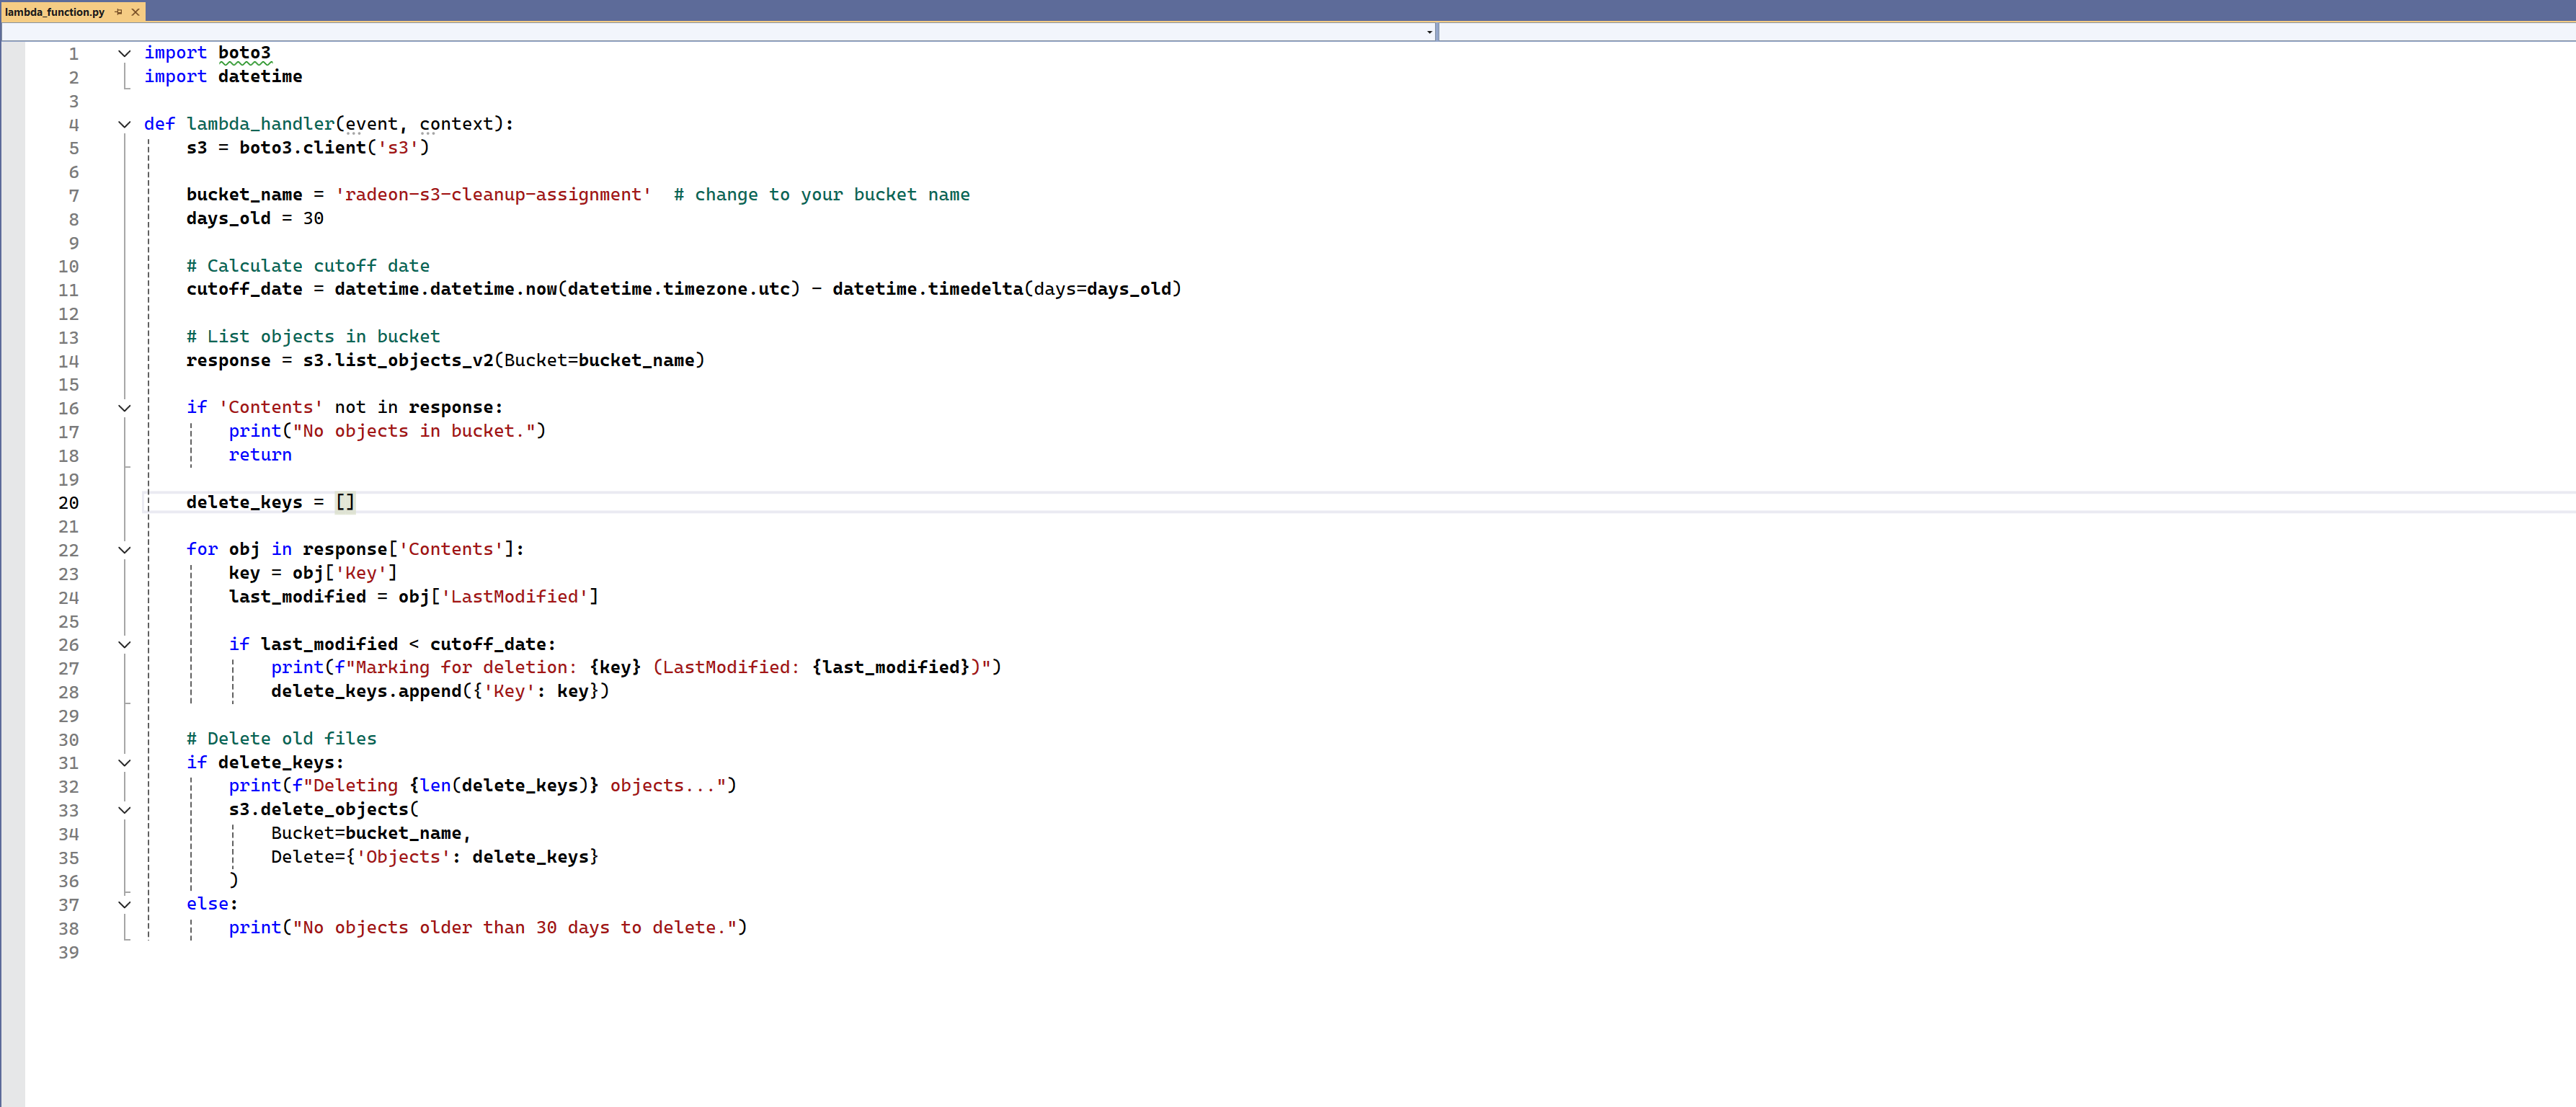 lambda_function.py
1 import boto3
2 import datetime
3
4 def lambda_handler(event, context):
5     s3 = boto3.client('s3')
6
7     bucket_name = 'radeon-s3-cleanup-assignment'  # change to your bucket name
8     days_old = 30
9
10     # Calculate cutoff date
11     cutoff_date = datetime.datetime.now(datetime.timezone.utc) - datetime.timedelta(days=days_old)
12
13     # List objects in bucket
14     response = s3.list_objects_v2(Bucket=bucket_name)
15
16     if 'Contents' not in response:
17         print("No objects in bucket.")
18         return
19
20     delete_keys = []
21
22     for obj in response['Contents']:
23         key = obj['Key']
24         last_modified = obj['LastModified']
25
26         if last_modified < cutoff_date:
27             print(f"Marking for deletion: {key} (LastModified: {last_modified})")
28             delete_keys.append({'Key': key})
29
30     # Delete old files
31     if delete_keys:
32         print(f"Deleting {len(delete_keys)} objects...")
33         s3.delete_objects(
34             Bucket=bucket_name,
35             Delete={'Objects': delete_keys}
36         )
37     else:
38         print("No objects older than 30 days to delete.")
39